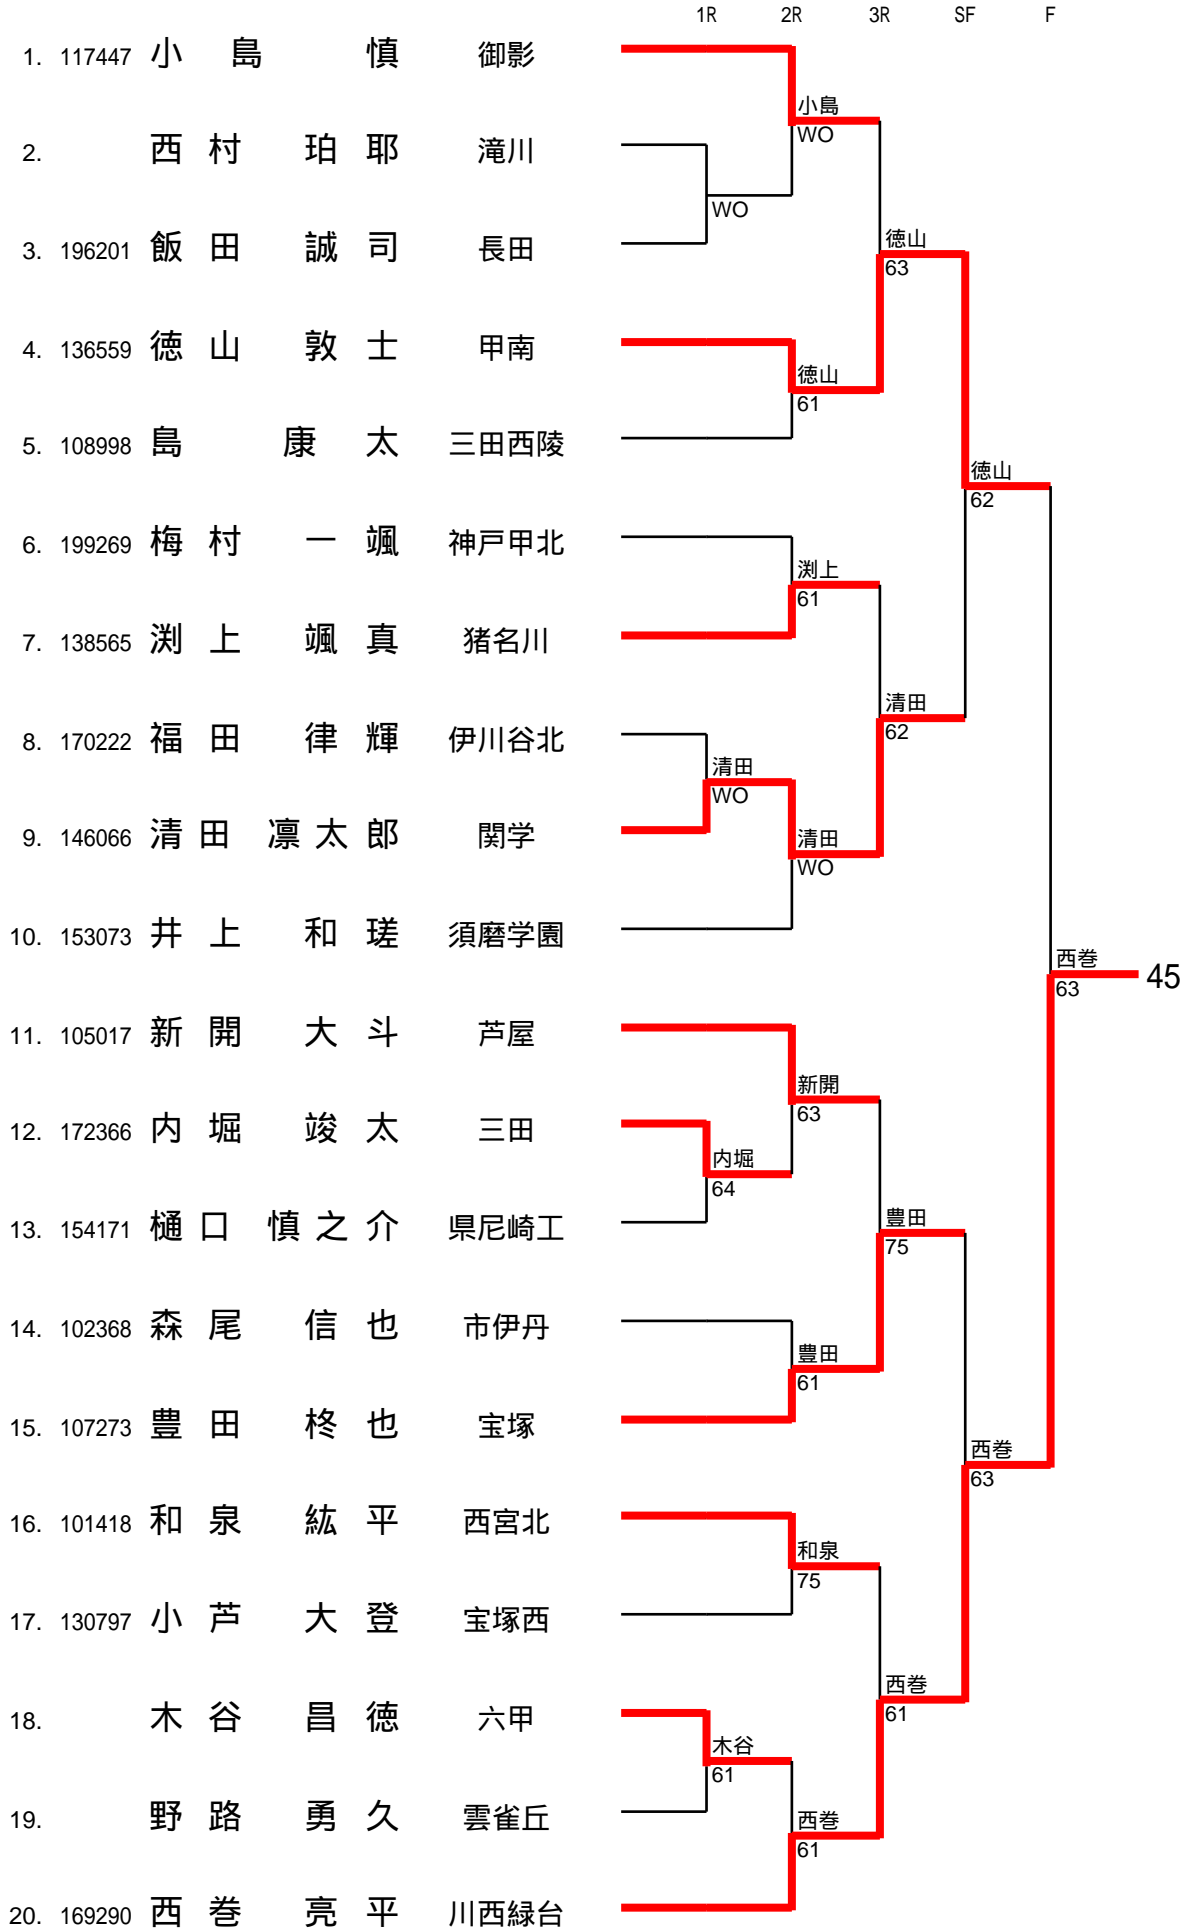 1R 2R 3R SF F
1. 117447 小島 慎 御影
小島
WO
2. 西村 珀耶 滝川
WO
3. 196201 飯田 誠司 長田
徳山
63
4. 136559 徳山 敦士 甲南
徳山
61
5. 108998 島 康太 三田西陵
徳山
62
6. 199269 梅村 一颯 神戸甲北
渕上
61
7. 138565 渕上 颯真 猪名川
清田
62
8. 170222 福田 律輝 伊川谷北
清田
WO
9. 146066 清田 凛太郎 関学
清田
WO
10. 153073 井上 和瑳 須磨学園
西巻
63
45
11. 105017 新開 大斗 芦屋
新開
63
12. 172366 内堀 竣太 三田
内堀
64
13. 154171 樋口 慎之介 県尼崎工
豊田
75
14. 102368 森尾 信也 市伊丹
豊田
61
15. 107273 豊田 柊也 宝塚
西巻
63
16. 101418 和泉 紘平 西宮北
和泉
75
17. 130797 小芦 大登 宝塚西
西巻
61
18. 木谷 昌徳 六甲
木谷
61
19. 野路 勇久 雲雀丘
西巻
61
20. 169290 西巻 亮平 川西緑台